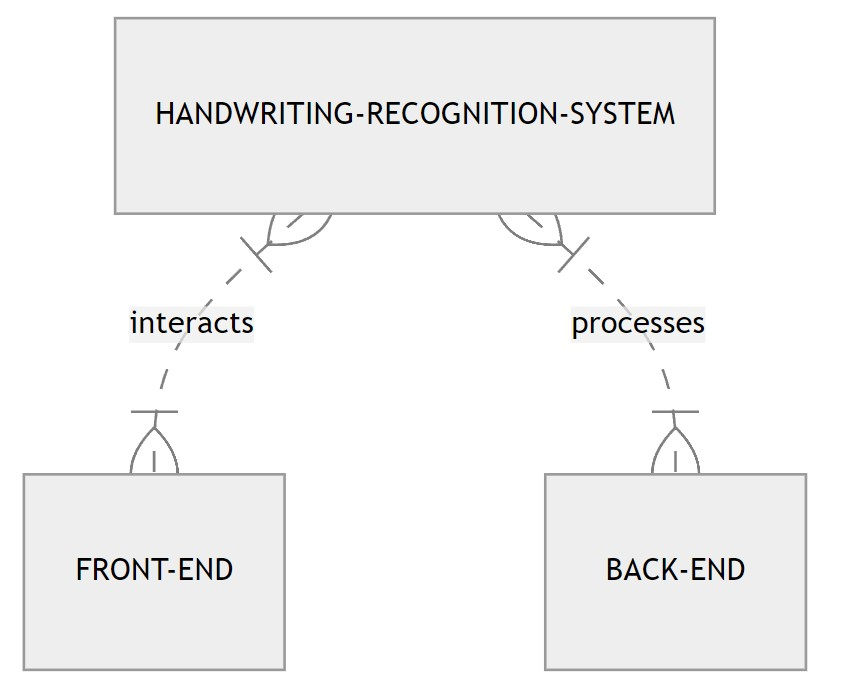 HANDWRITING-RECOGNITION-SYSTEM
interacts
processes
FRONT-END
BACK-END